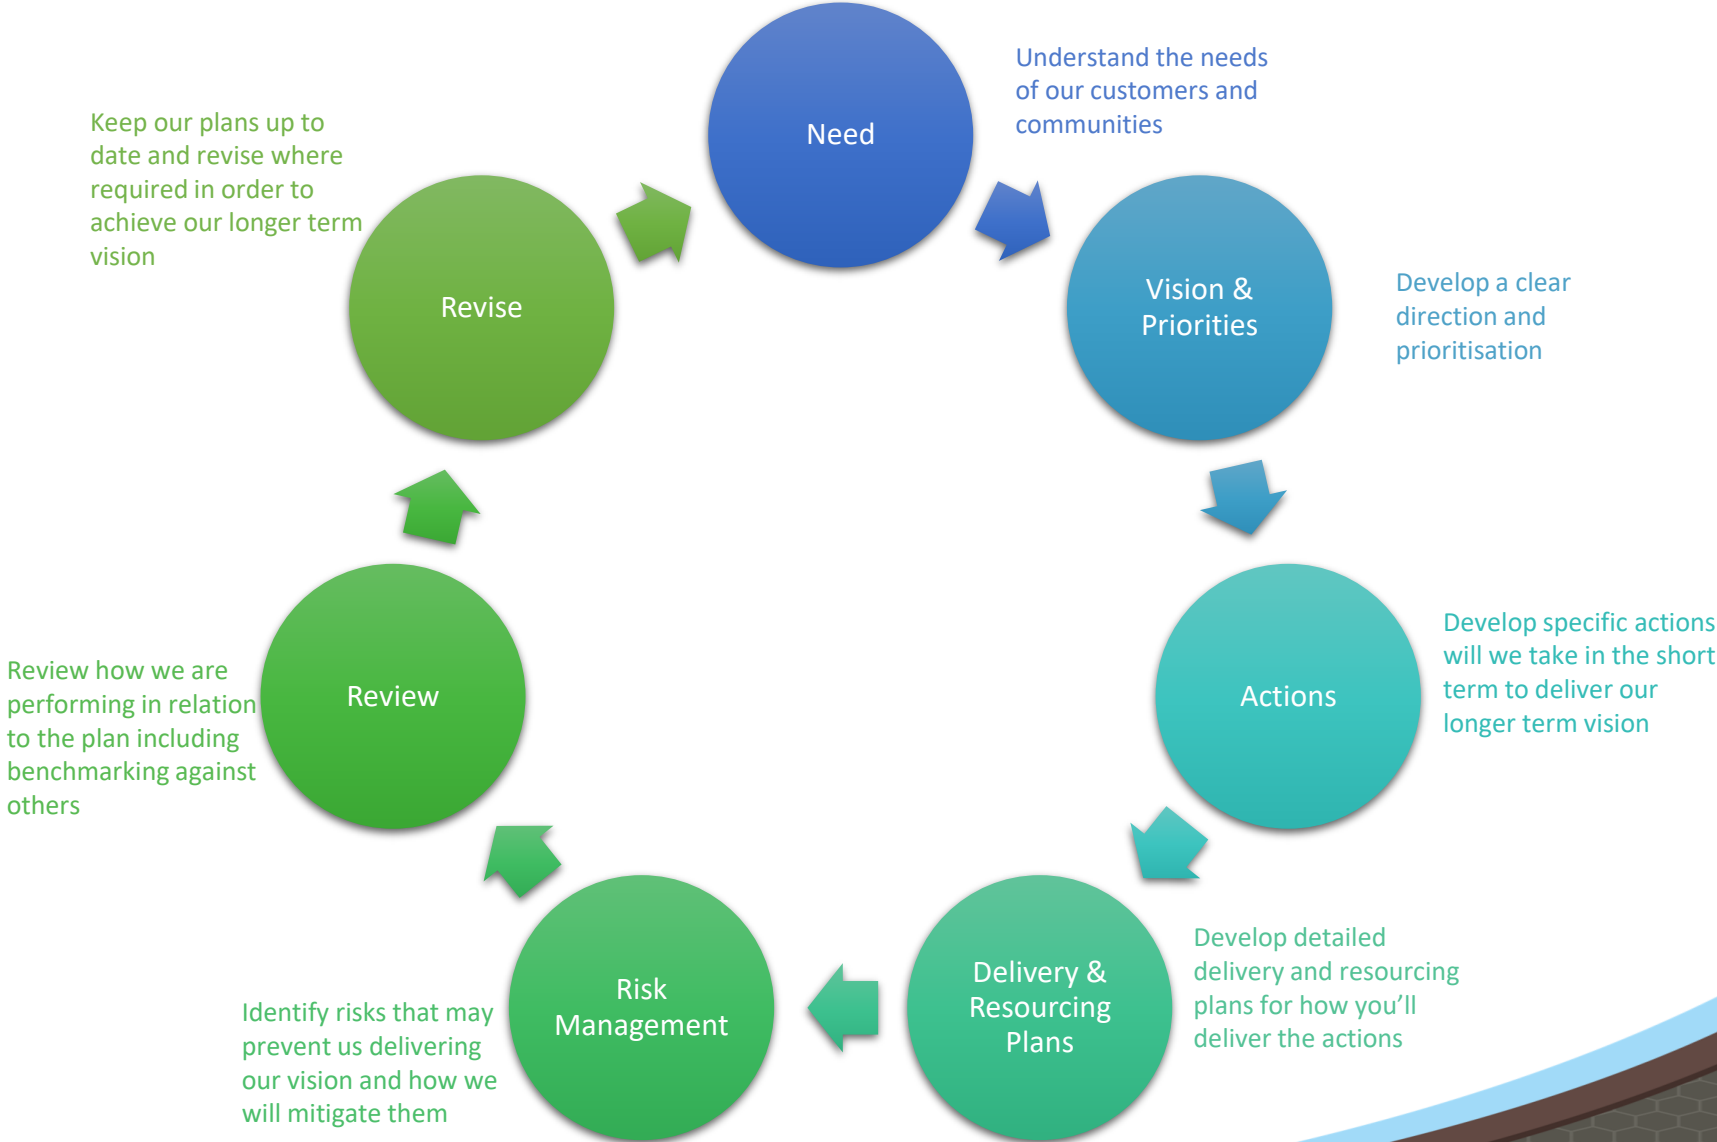 Need
Understand the needs
of our customers and
communities
Vision &
Priorities
Develop a clear
direction and
prioritisation
Actions
Develop specific actions
will we take in the short
term to deliver our
longer term vision
Delivery &
Resourcing
Plans
Develop detailed
delivery and resourcing
plans for how you’ll
deliver the actions
Risk
Management
Identify risks that may
prevent us delivering
our vision and how we
will mitigate them
Review
Review how we are
performing in relation
to the plan including
benchmarking against
others
Revise
Keep our plans up to
date and revise where
required in order to
achieve our longer term
vision